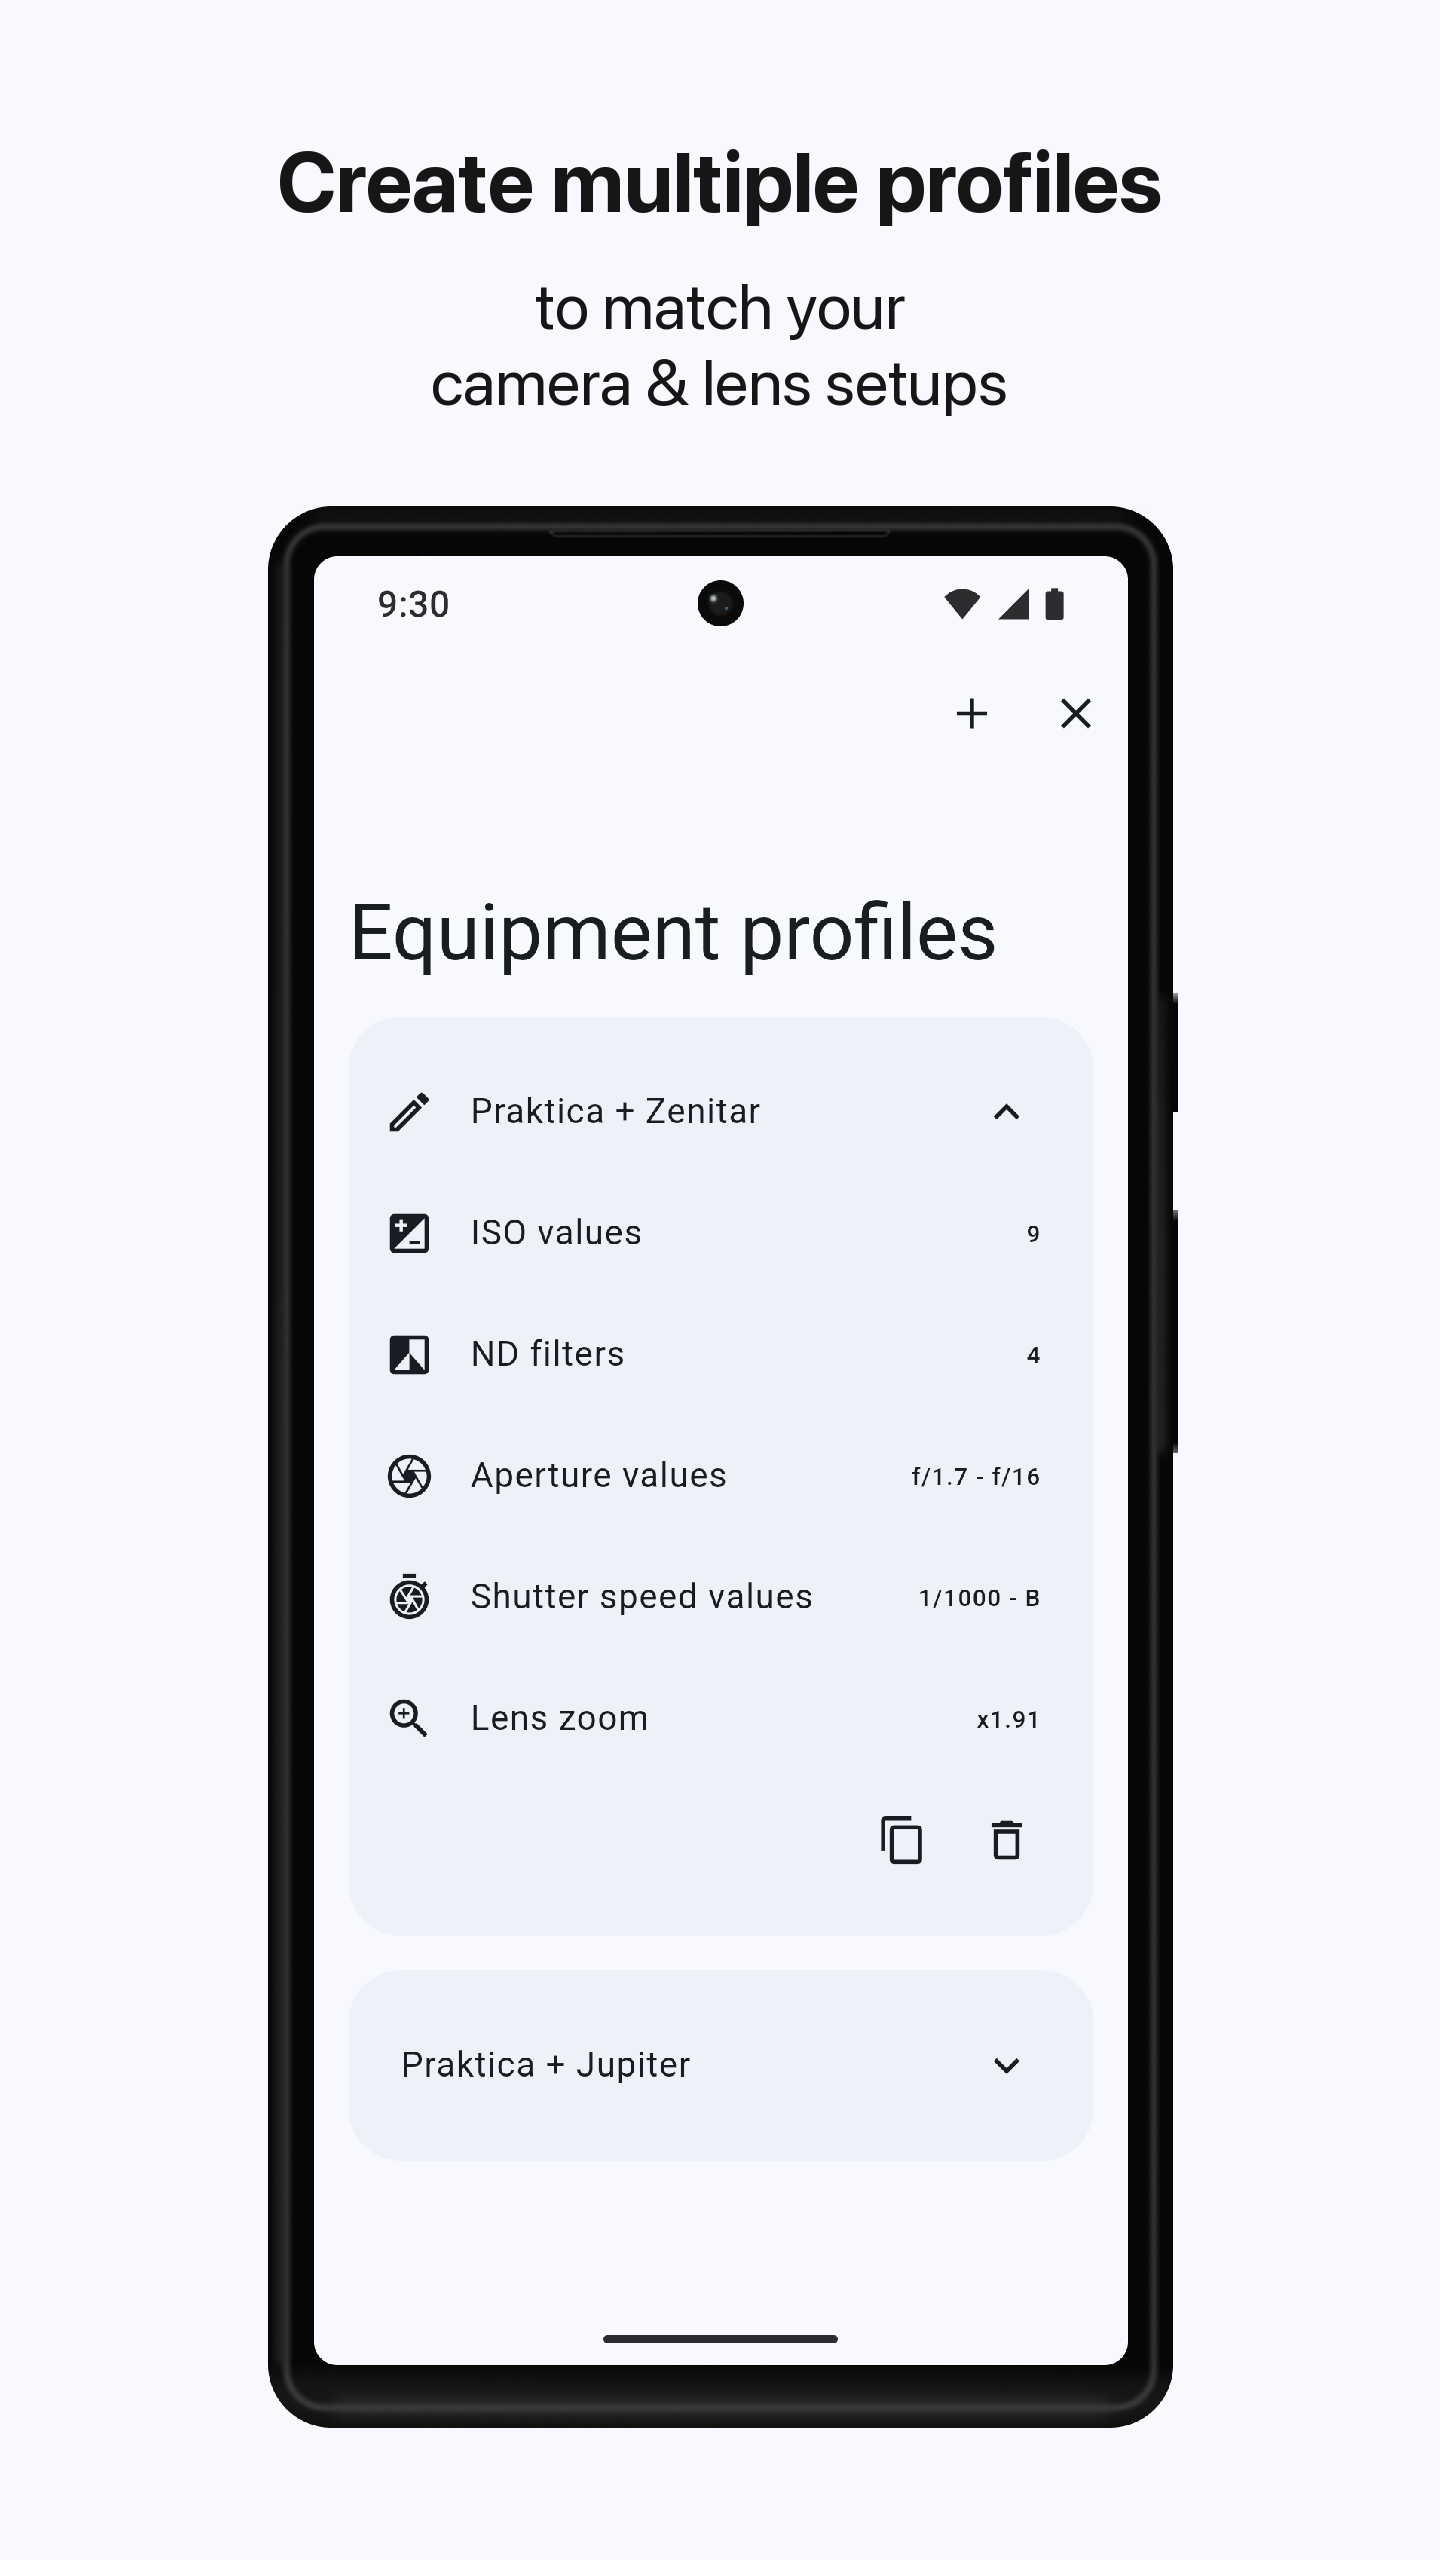 Create multiple profiles
to match your
camera & lens setups
9:30
Equipment profiles
Praktica + Zenitar
ISO values 9
ND filters 4
Aperture values f/1.7 - f/16
Shutter speed values 1/1000 - B
Lens zoom x1.91
Praktica + Jupiter